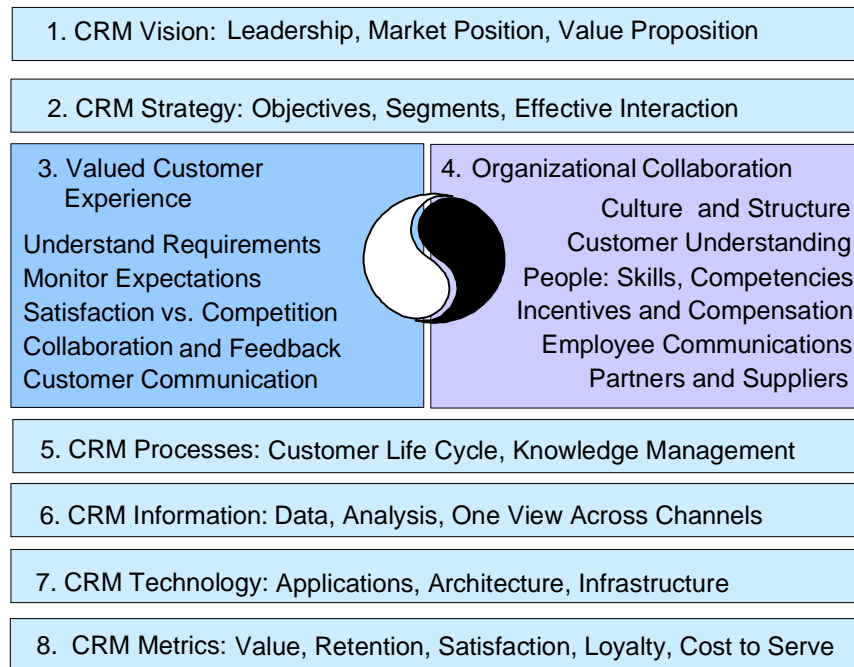 1. CRM Vision: Leadership, Market Position, Value Proposition
2. CRM Strategy: Objectives, Segments, Effective Interaction
3. Valued Customer
Experience
Understand Requirements
Monitor Expectations
Satisfaction vs. Competition
Collaboration and Feedback
Customer Communication
4. Organizational Collaboration
Culture and Structure
Customer Understanding
People: Skills, Competencies
Incentives and Compensation
Employee Communications
Partners and Suppliers
5. CRM Processes: Customer Life Cycle, Knowledge Management
6. CRM Information: Data, Analysis, One View Across Channels
7. CRM Technology: Applications, Architecture, Infrastructure
8. CRM Metrics: Value, Retention, Satisfaction, Loyalty, Cost to Serve